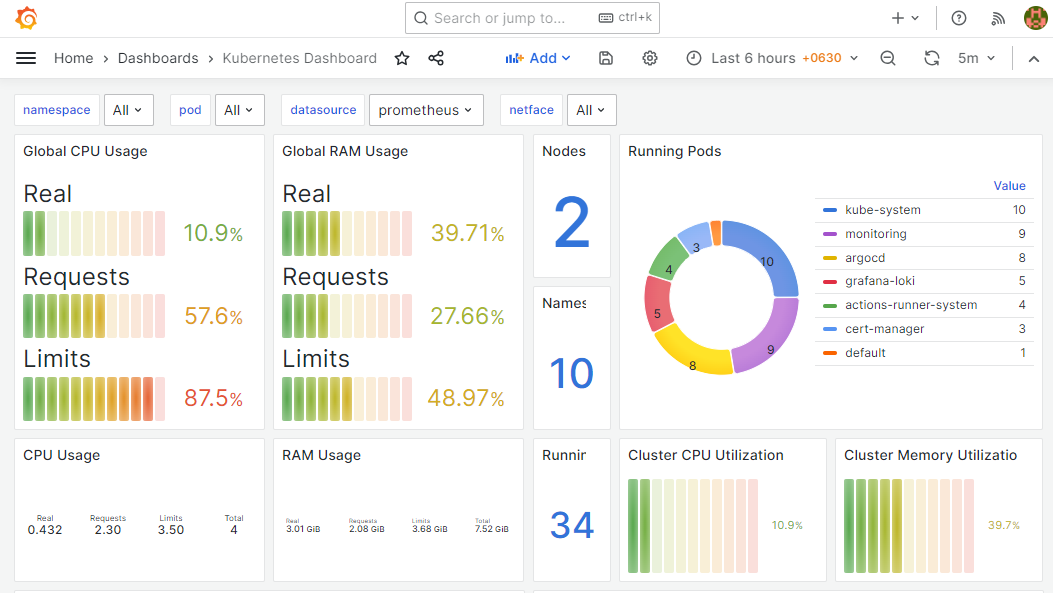 Search or jump to... ctrl+k
Home › Dashboards › Kubernetes Dashboard Add Last 6 hours +0630 5m
namespace All pod All datasource prometheus netface All
Global CPU Usage
Real
10.9%
Requests
57.6%
Limits
87.5%
Global RAM Usage
Real
39.71%
Requests
27.66%
Limits
48.97%
Nodes
2
Names
10
Running Pods
10
9
8
5
4
3
Value
kube-system 10
monitoring 9
argocd 8
grafana-loki 5
actions-runner-system 4
cert-manager 3
default 1
CPU Usage
Real Requests Limits Total
0.432 2.30 3.50 4
RAM Usage
Real Requests Limits Total
3.01 GiB 2.08 GiB 3.68 GiB 7.52 GiB
Runnin
34
Cluster CPU Utilization
10.9%
Cluster Memory Utilizatio
39.7%